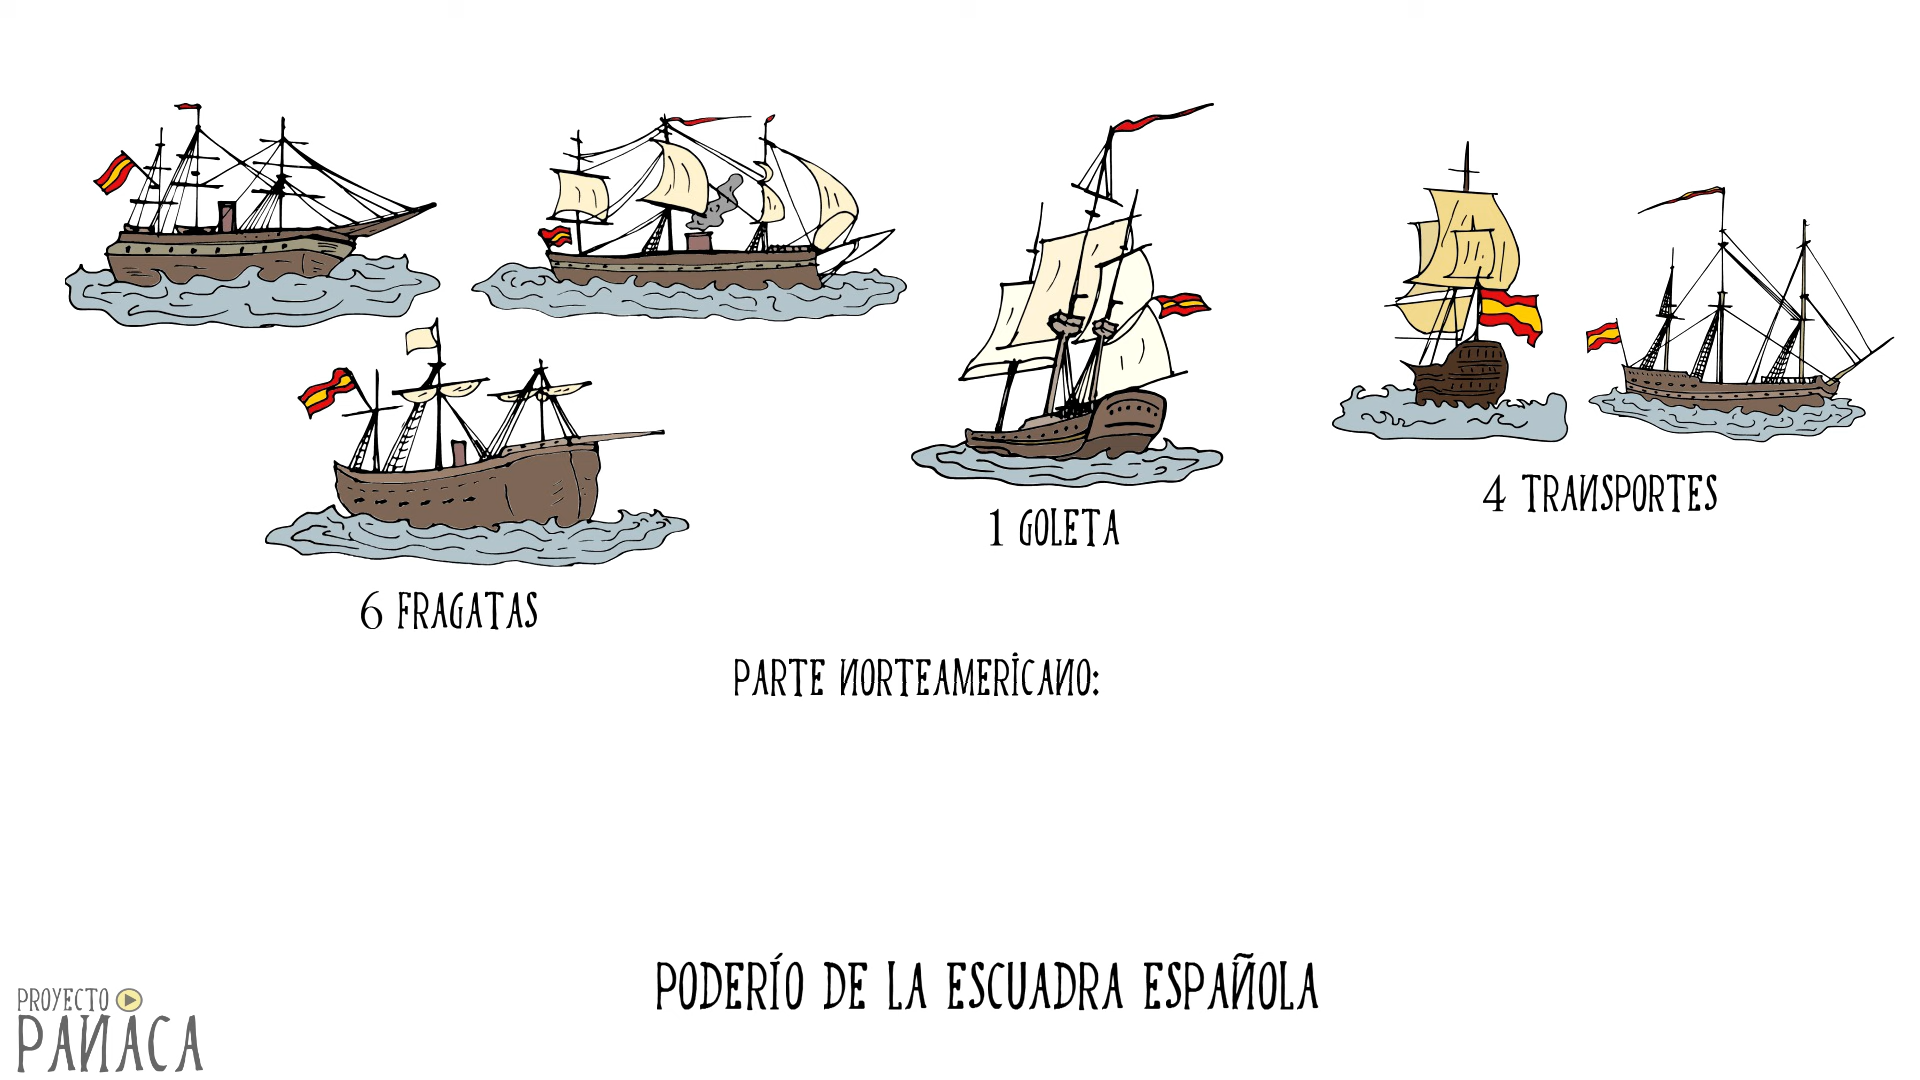 4 TRANSPORTES
1 GOLETA
6 FRAGATAS
PARTE NORTEAMERICANO:
PODERÍO DE LA ESCUADRA ESPAÑOLA
PROYECTO
PANACA